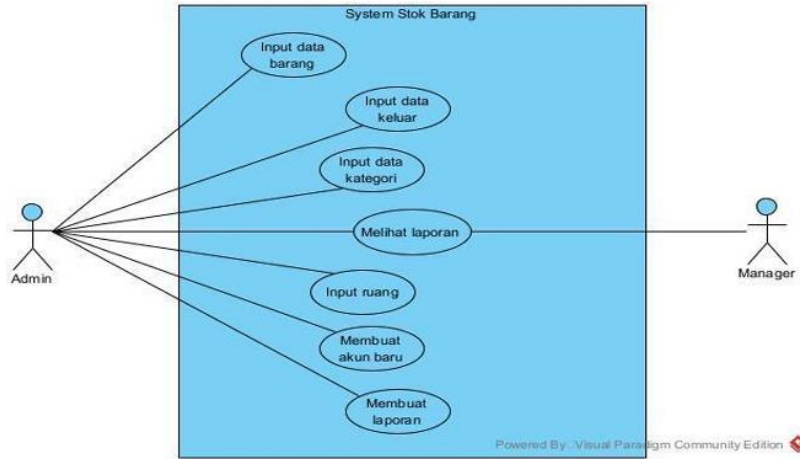 System Stok Barang
Input data
barang
Input data
keluar
Input data
kategori
Melihat laporan
Admin
Manager
Input ruang
Membuat
akun baru
Membuat
laporan
Powered By Visual Paradigm Community Edition